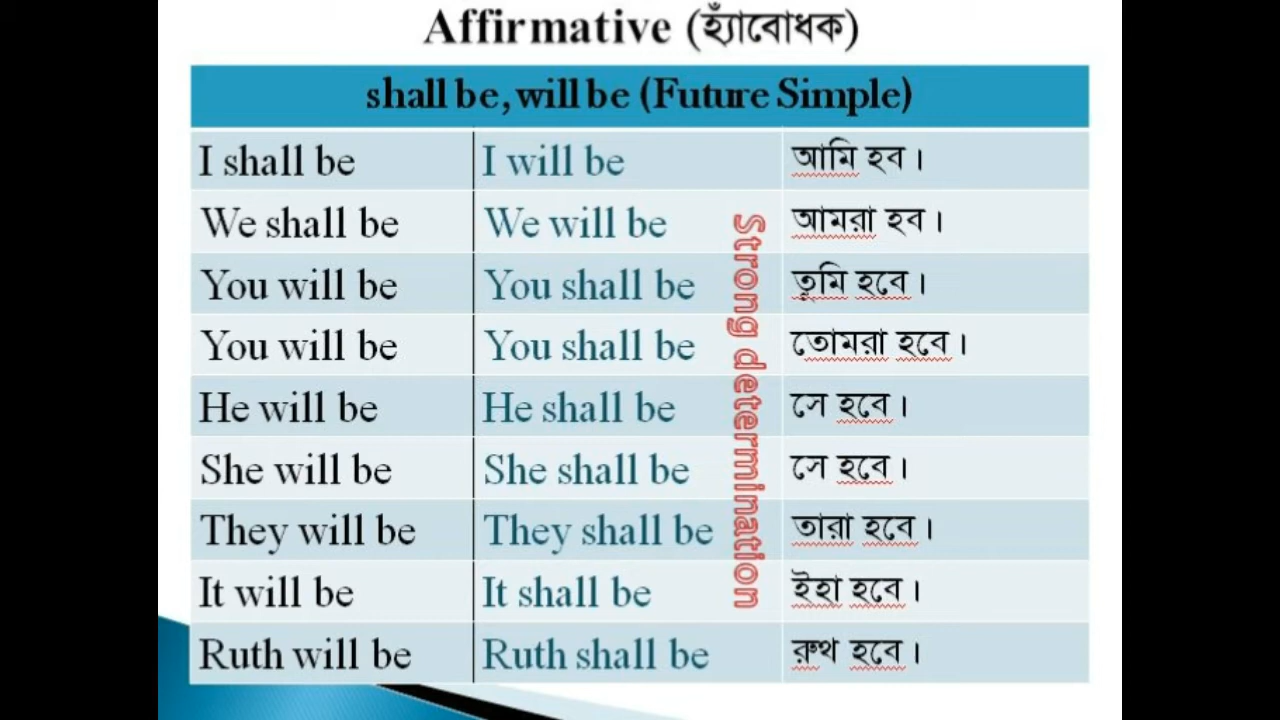 Affirmative (হ্যাঁবোধক)
shall be, will be (Future Simple)
I shall be I will be আমি হব।
We shall be We will be আমরা হব।
You will be You shall be তুমি হবে।
You will be You shall be তোমরা হবে।
He will be He shall be সে হবে।
She will be She shall be সে হবে।
They will be They shall be তারা হবে।
It will be It shall be ইহা হবে।
Ruth will be Ruth shall be রুথ হবে।
Strong determination